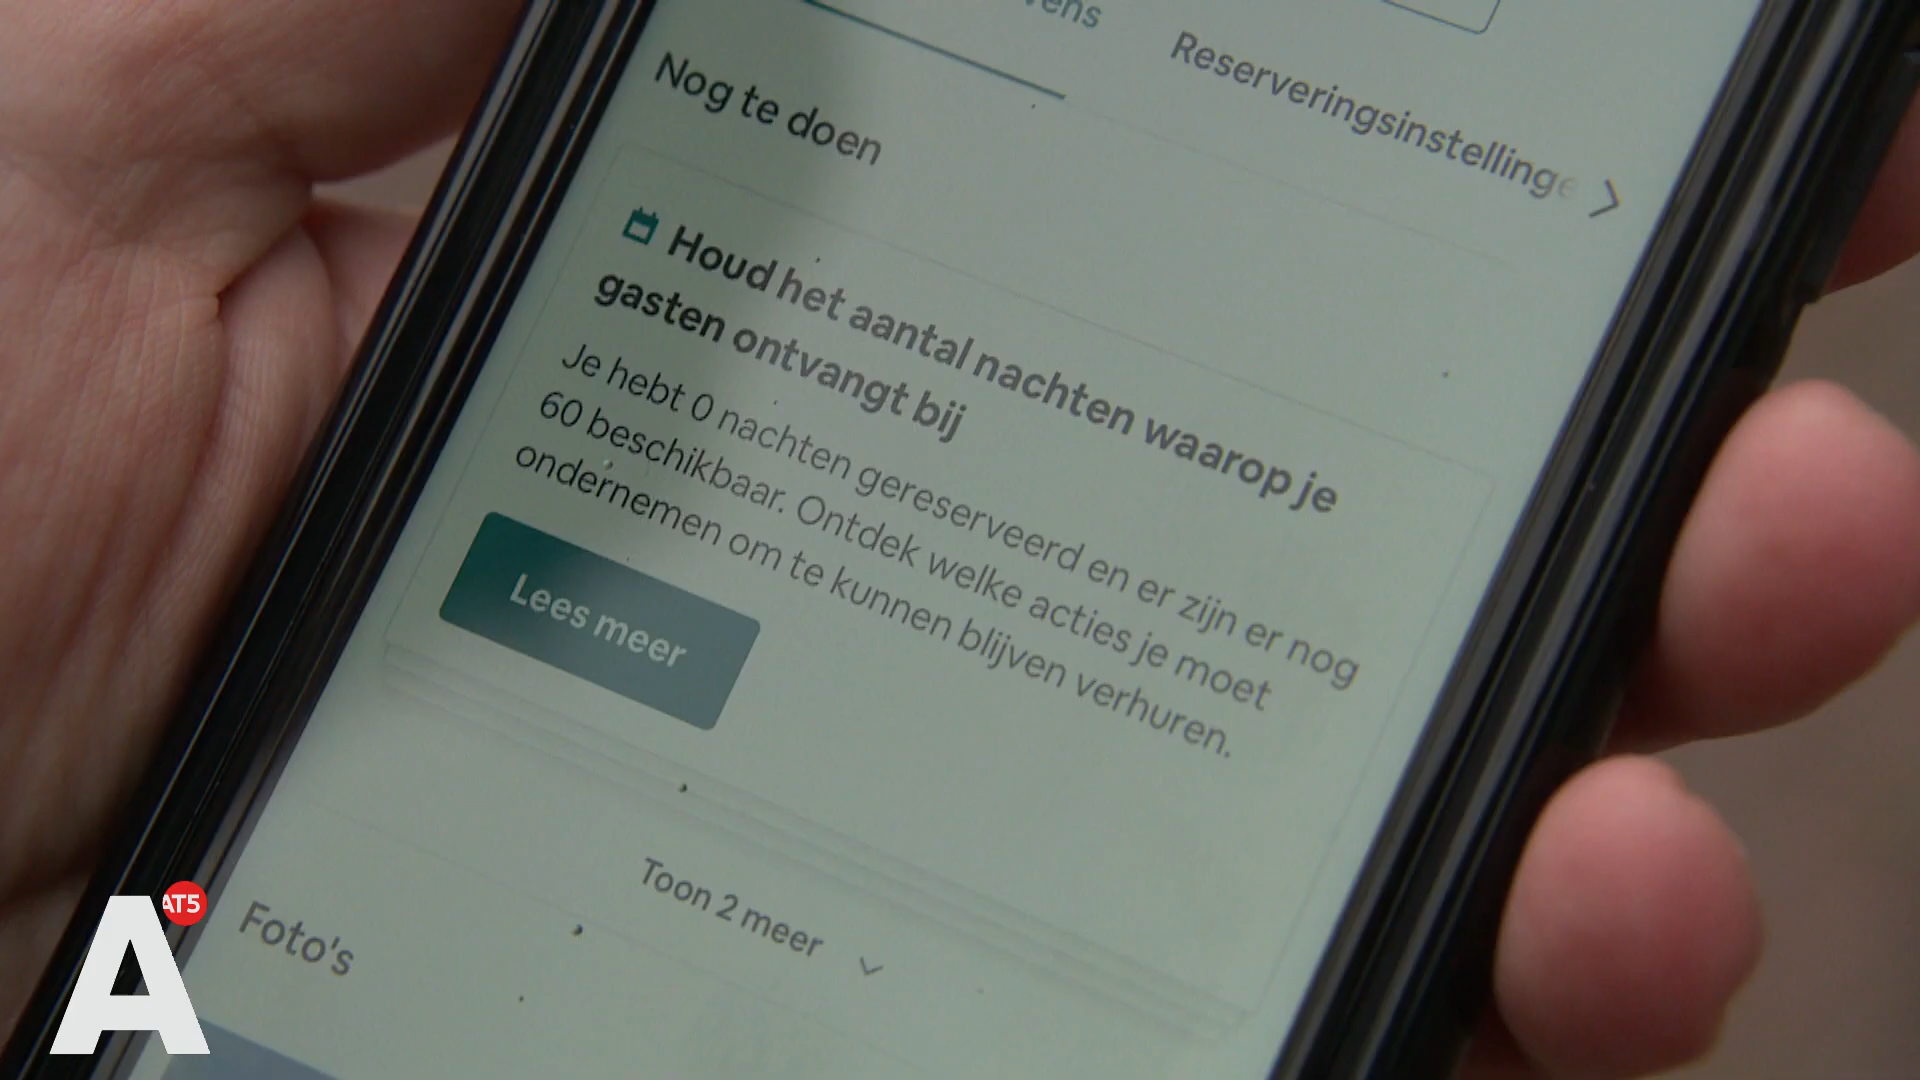 vens
Reserveringsinstellinge
Nog te doen
Houd het aantal nachten waarop je
gasten ontvangt bij
Je hebt 0 nachten gereserveerd en er zijn er nog
60 beschikbaar. Ontdek welke acties je moet
ondernemen om te kunnen blijven verhuren.
Lees meer
Toon 2 meer
Foto's
A AT5